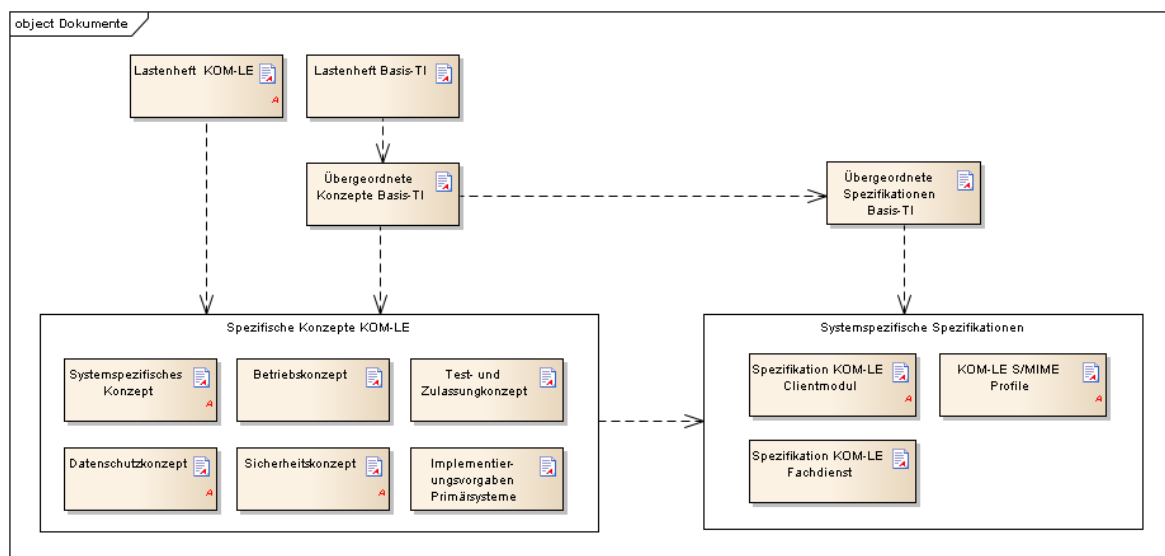 object Dokumente
Lastenheft KOM-LE
A
Lastenheft Basis-TI
Übergeordnete
Konzepte Basis-TI
Übergeordnete
Spezifikationen
Basis-TI
Spezifische Konzepte KOM-LE
Systemspezifisches
Konzept
A
Betriebskonzept
Test- und
Zulassungkonzept
Datenschutzkonzept
A
Sicherheitskonzept
A
Implementier-
ungsvorgaben
Primärsysteme
Systemspezifische Spezifikationen
Spezifikation KOM-LE
Clientmodul
A
KOM-LE S/MIME
Profile
A
Spezifikation KOM-LE
Fachdienst